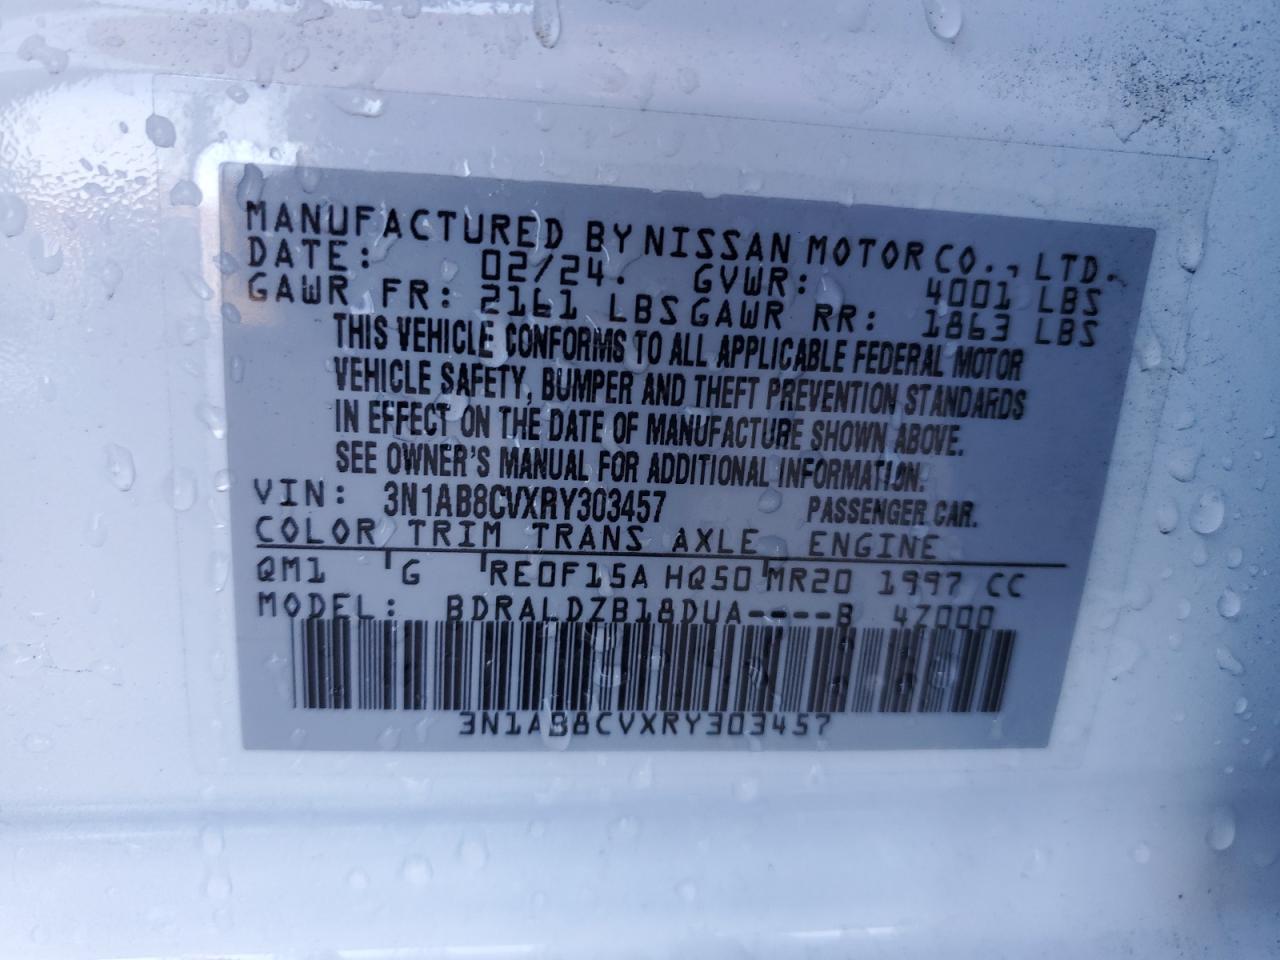 MANUFACTURED BY NISSAN MOTOR CO., LTD.
DATE: 02/24. GVWR: 4001 LBS
GAWR FR: 2161 LBS GAWR RR: 1863 LBS
THIS VEHICLE CONFORMS TO ALL APPLICABLE FEDERAL MOTOR
VEHICLE SAFETY, BUMPER AND THEFT PREVENTION STANDARDS
IN EFFECT ON THE DATE OF MANUFACTURE SHOWN ABOVE.
SEE OWNER'S MANUAL FOR ADDITIONAL INFORMATION.
VIN: 3N1AB8CVXRY303457 PASSENGER CAR.
COLOR TRIM TRANS AXLE ENGINE
QM1 G RE0F15A HQ50 MR20 1997 CC
MODEL: BDRALDZB18DUA----B 4Z000
3N1AB8CVXRY303457